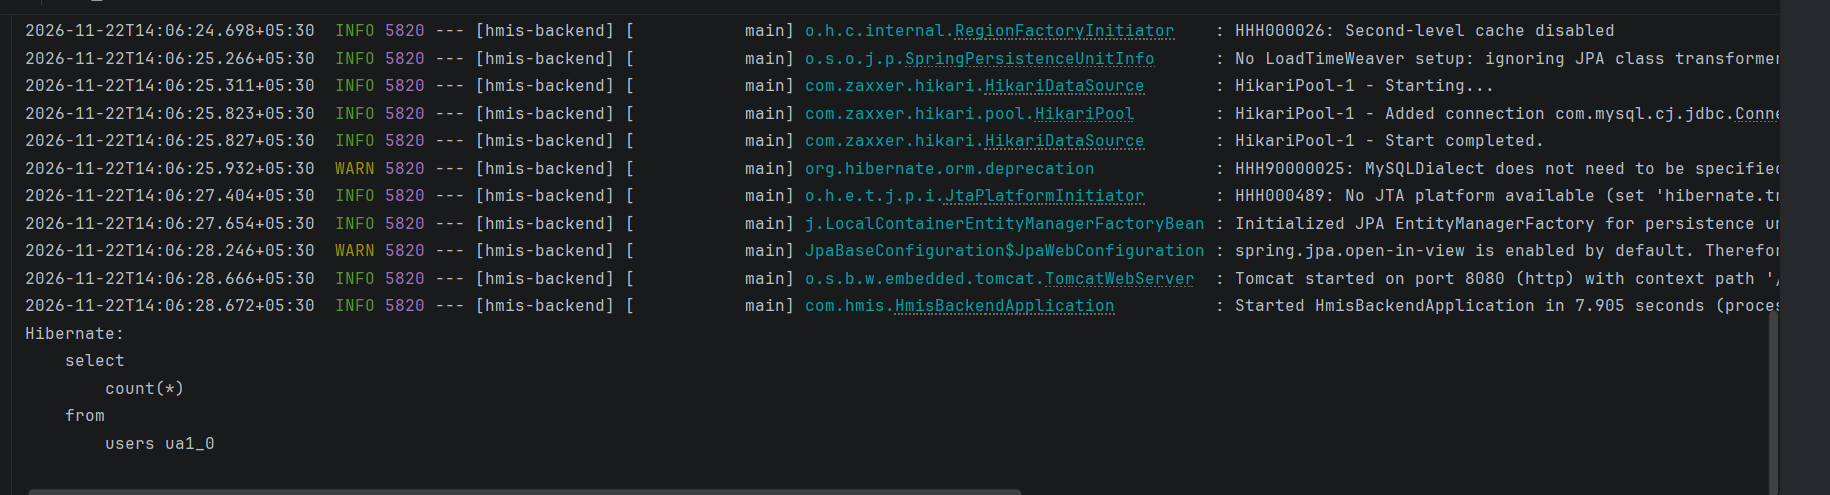 2026-11-22T14:06:24.698+05:30  INFO 5820 --- [hmis-backend] [           main] o.h.c.internal.RegionFactoryInitiator    : HHH000026: Second-level cache disabled
2026-11-22T14:06:25.266+05:30  INFO 5820 --- [hmis-backend] [           main] o.s.o.j.p.SpringPersistenceUnitInfo      : No LoadTimeWeaver setup: ignoring JPA class transformer
2026-11-22T14:06:25.311+05:30  INFO 5820 --- [hmis-backend] [           main] com.zaxxer.hikari.HikariDataSource       : HikariPool-1 - Starting...
2026-11-22T14:06:25.823+05:30  INFO 5820 --- [hmis-backend] [           main] com.zaxxer.hikari.pool.HikariPool        : HikariPool-1 - Added connection com.mysql.cj.jdbc.Conne
2026-11-22T14:06:25.827+05:30  INFO 5820 --- [hmis-backend] [           main] com.zaxxer.hikari.HikariDataSource       : HikariPool-1 - Start completed.
2026-11-22T14:06:25.932+05:30  WARN 5820 --- [hmis-backend] [           main] org.hibernate.orm.deprecation            : HHH90000025: MySQLDialect does not need to be specified
2026-11-22T14:06:27.404+05:30  INFO 5820 --- [hmis-backend] [           main] o.h.e.t.j.p.i.JtaPlatformInitiator       : HHH000489: No JTA platform available (set 'hibernate.tr
2026-11-22T14:06:27.654+05:30  INFO 5820 --- [hmis-backend] [           main] j.LocalContainerEntityManagerFactoryBean : Initialized JPA EntityManagerFactory for persistence un
2026-11-22T14:06:28.246+05:30  WARN 5820 --- [hmis-backend] [           main] JpaBaseConfiguration$JpaWebConfiguration : spring.jpa.open-in-view is enabled by default. Therefor
2026-11-22T14:06:28.666+05:30  INFO 5820 --- [hmis-backend] [           main] o.s.b.w.embedded.tomcat.TomcatWebServer  : Tomcat started on port 8080 (http) with context path '/
2026-11-22T14:06:28.672+05:30  INFO 5820 --- [hmis-backend] [           main] com.hmis.HmisBackendApplication          : Started HmisBackendApplication in 7.905 seconds (proces
Hibernate:
    select
        count(*)
    from
        users ua1_0